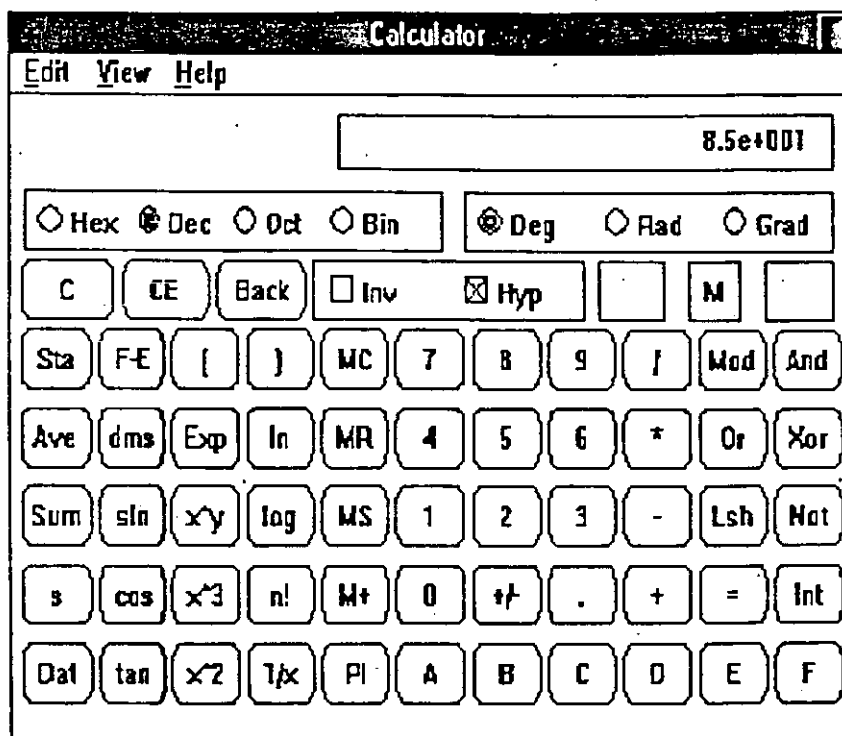 Calculator
Edit View Help
8.5e+001
Hex Dec Oct Bin Deg Rad Grad
C CE Back Inv Hyp M
Sta F-E ( ) MC 7 8 9 / Mod And
Ave dms Exp ln MR 4 5 6 * Or Xor
Sum sin x^y log MS 1 2 3 - Lsh Not
s cos x^3 n! M+ 0 +/- . + = Int
Dat tan x^2 1/x PI A B C D E F